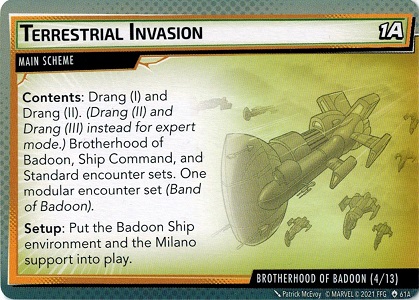 TERRESTRIAL INVASION
1A
MAIN SCHEME
Contents: Drang (I) and
Drang (II). (Drang (II) and
Drang (III) instead for expert
mode.) Brotherhood of
Badoon, Ship Command, and
Standard encounter sets. One
modular encounter set (Band
of Badoon).
Setup: Put the Badoon Ship
environment and the Milano
support into play.
BROTHERHOOD OF BADOON (4/13)
Patrick McEvoy © MARVEL © 2021 FFG 61A